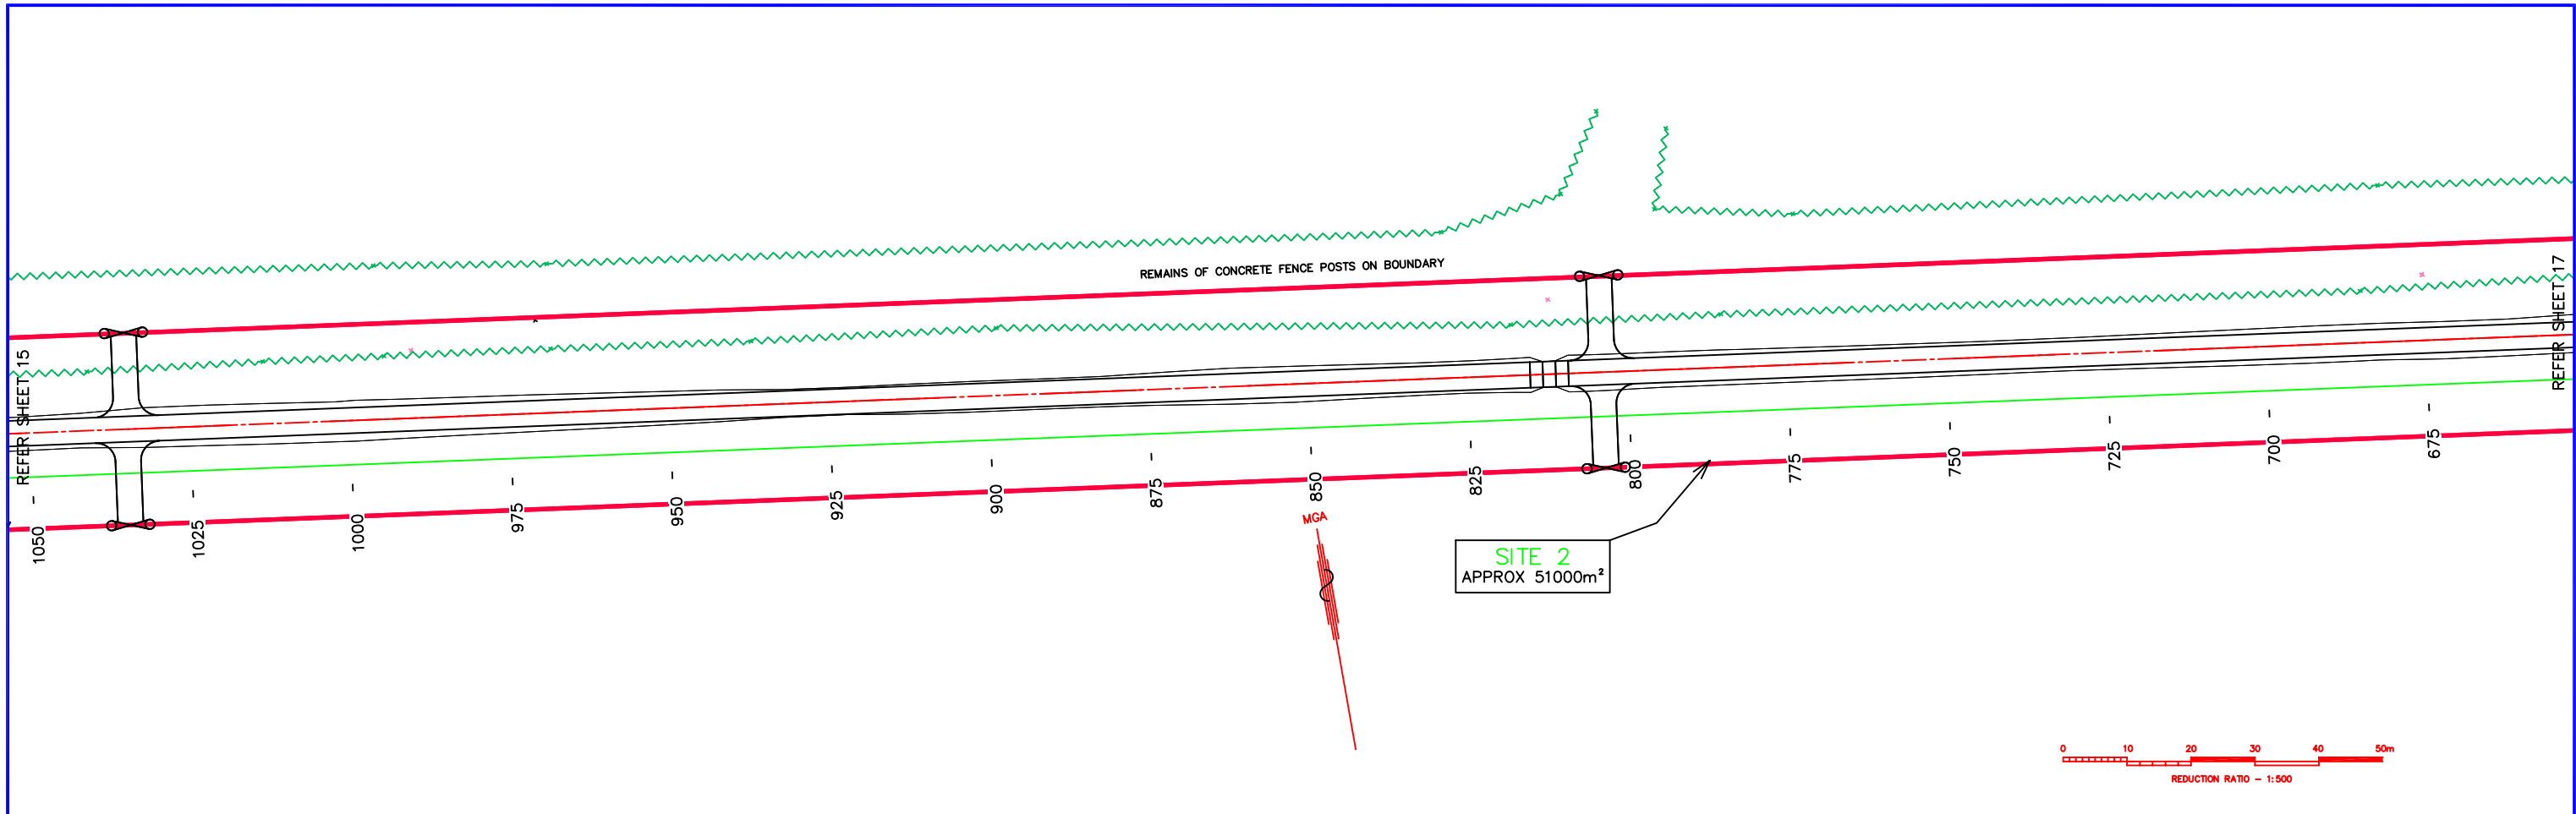 REMAINS OF CONCRETE FENCE POSTS ON BOUNDARY
REFER SHEET 15
REFER SHEET 17
1050
1025
1000
975
950
925
900
875
850
825
800
775
750
725
700
675
MGA
SITE 2
APPROX 51000m²
0 10 20 30 40 50m
REDUCTION RATIO - 1:500